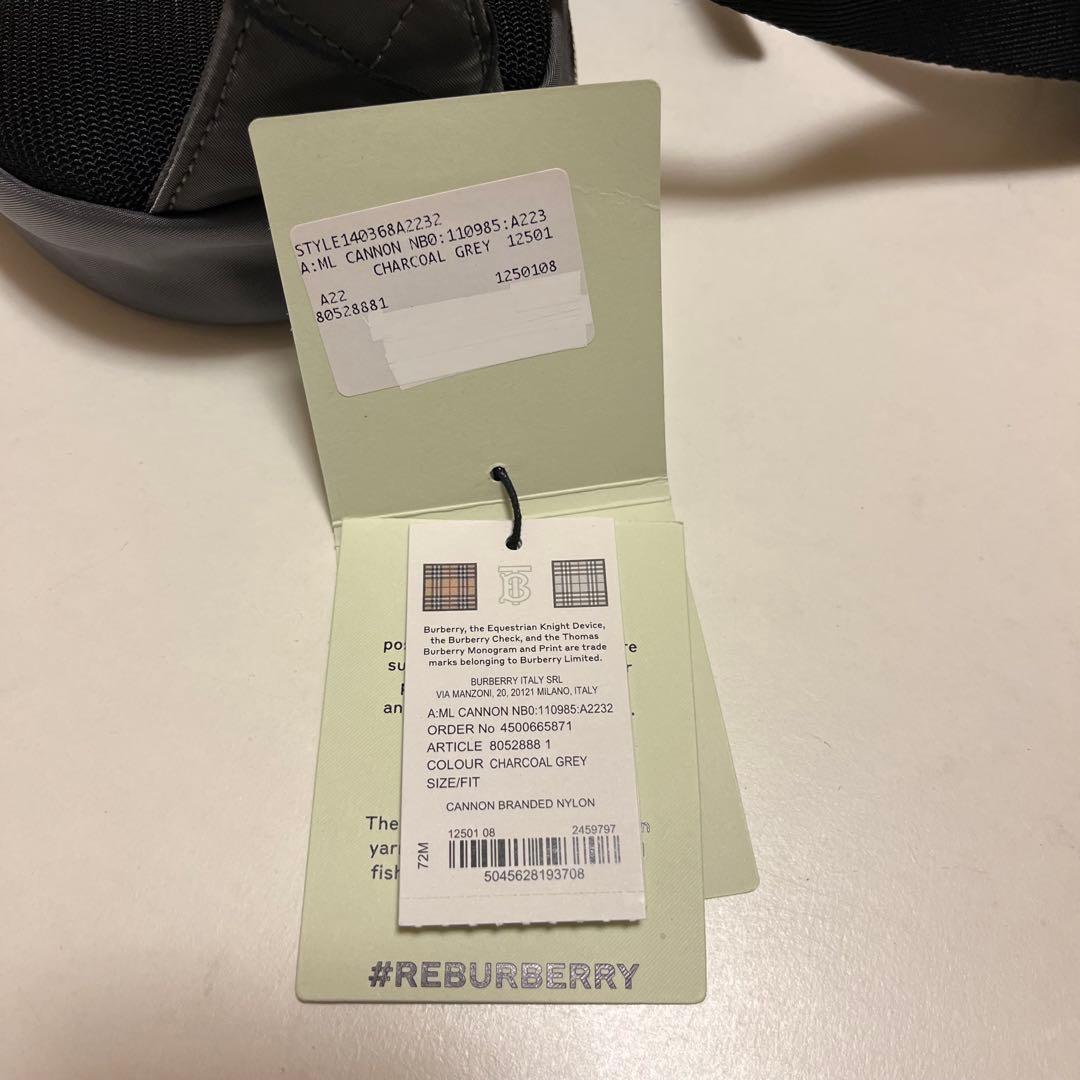 STYLE140368A2232
A:ML CANNON NB0:110985:A223
CHARCOAL GREY 12501
A22 1250108
80528881
Burberry, the Equestrian Knight Device,
the Burberry Check, and the Thomas
Burberry Monogram and Print are trade
marks belonging to Burberry Limited.
BURBERRY ITALY SRL
VIA MANZONI, 20, 20121 MILANO, ITALY
A:ML CANNON NB0:110985:A2232
ORDER No 4500665871
ARTICLE 8052888 1
COLOUR CHARCOAL GREY
SIZE/FIT
CANNON BRANDED NYLON
12501 08 2459797
72M
5045628193708
The
#REBURBERRY